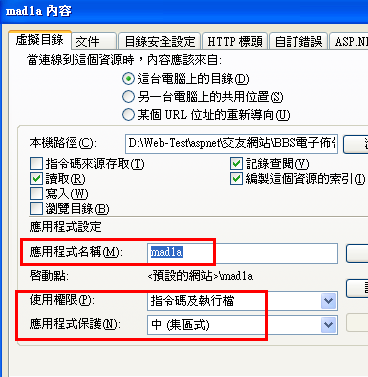 mad1a 內容
虛擬目錄 文件 目錄安全設定 HTTP 標頭 自訂錯誤 ASP.NE
當連線到這個資源時，內容應該來自:
這台電腦上的目錄(D)
另一台電腦上的共用位置(S)
某個 URL 位址的重新導向(U)
本機路徑(C): D:\Web-Test\aspnet\交友網站\BBS電子佈
指令碼來源存取(T) 記錄查閱(V)
讀取(R) 編製這個資源的索引(I)
寫入(W)
瀏覽目錄(B)
應用程式設定
應用程式名稱(M): mad1a
啟動點: <預設的網站>\mad1a
使用權限(P): 指令碼及執行檔
應用程式保護(N): 中 (集區式)